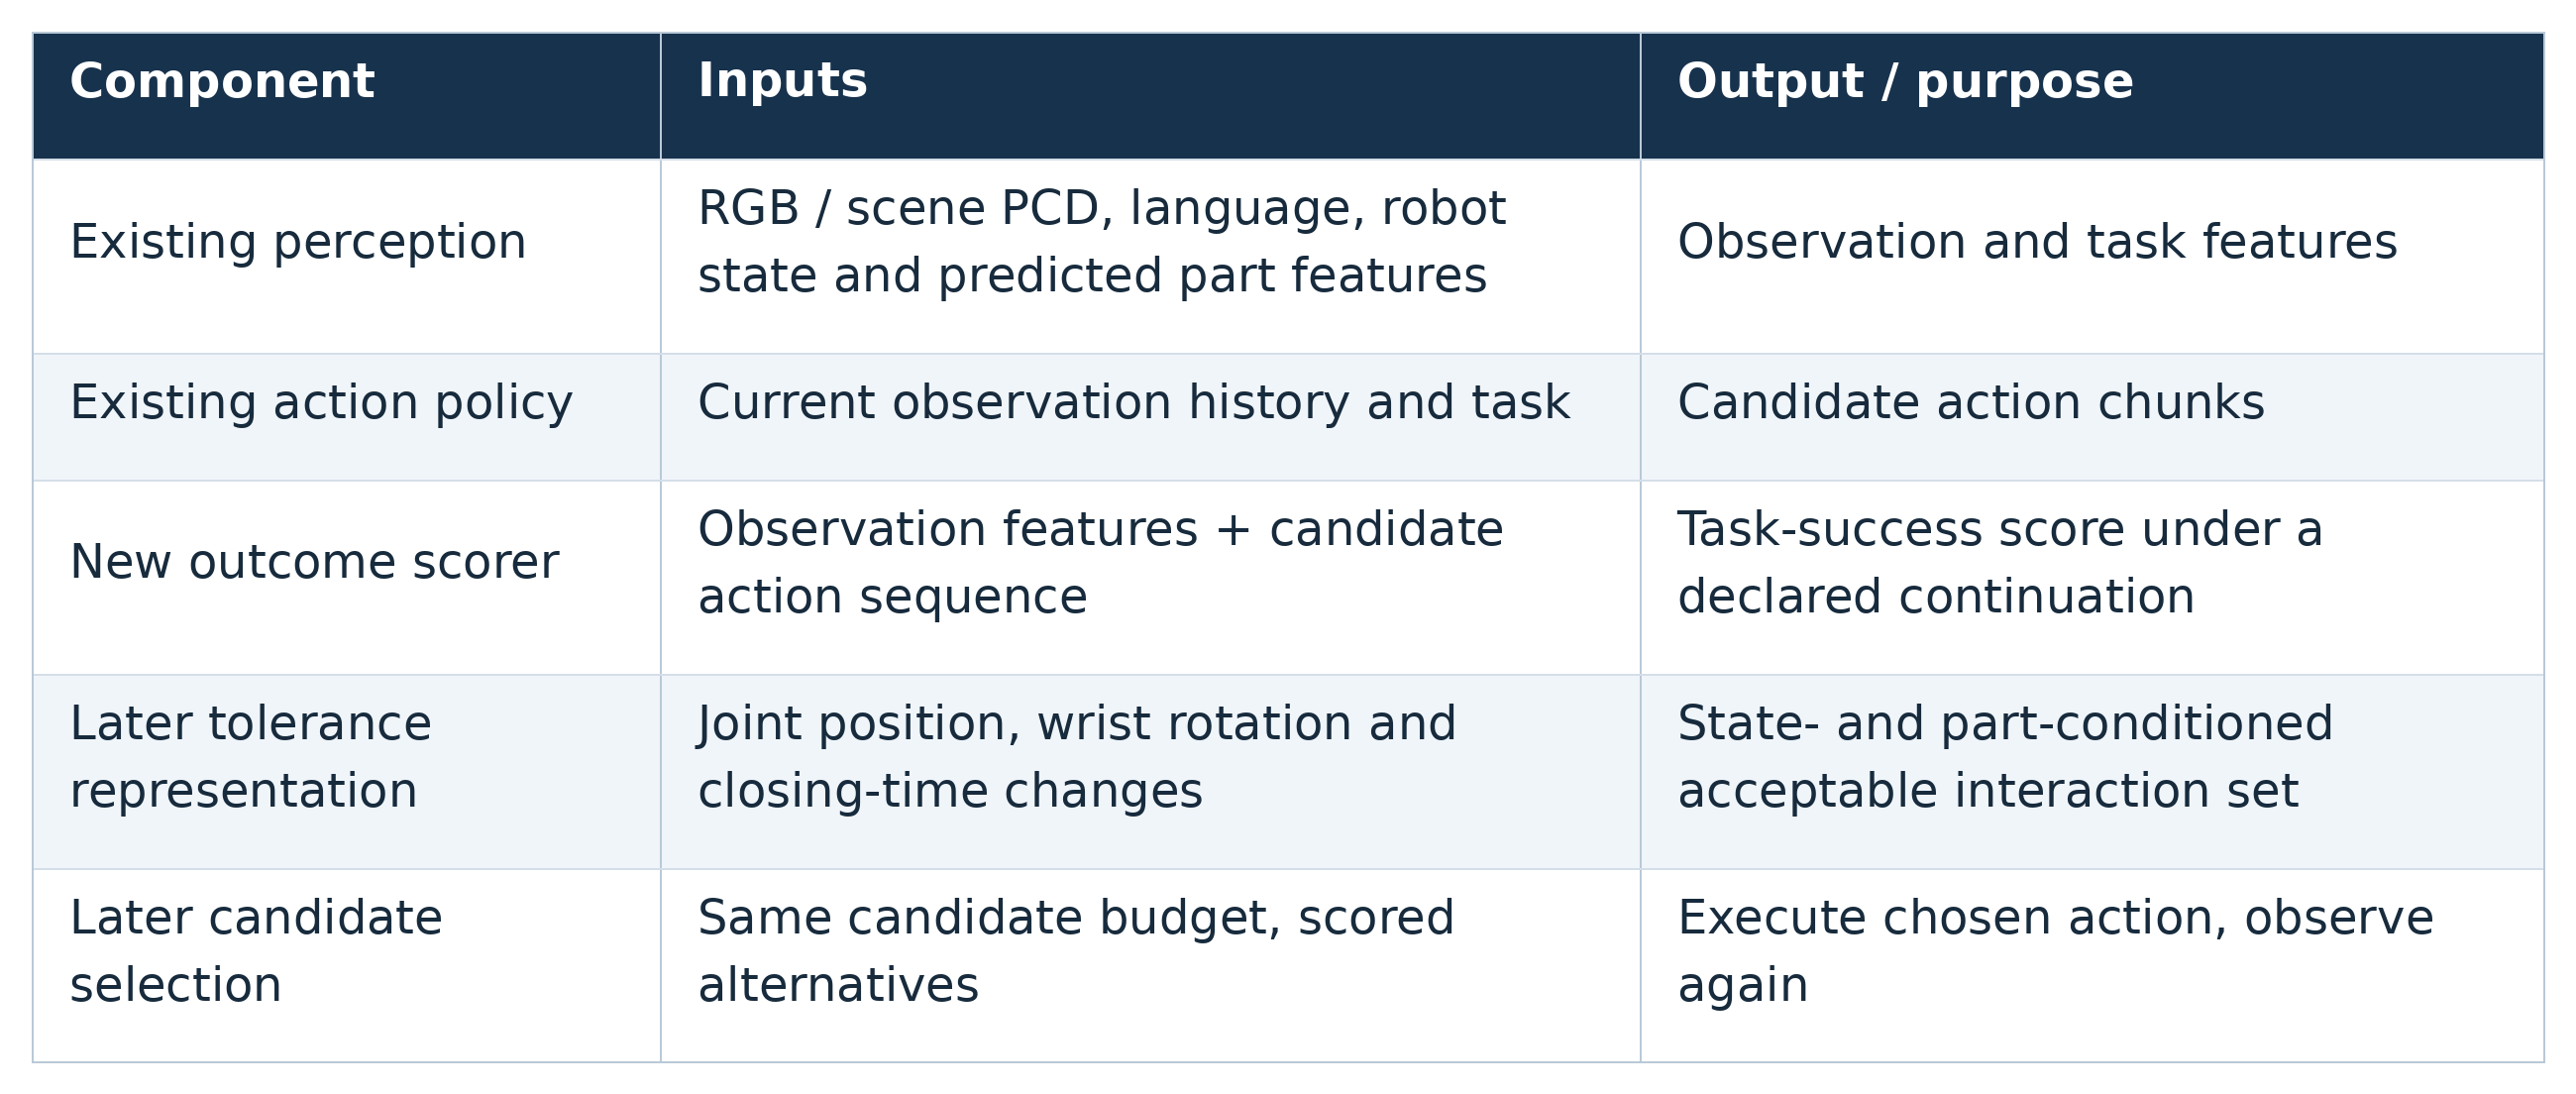 Component
Inputs
Output / purpose
Existing perception
RGB / scene PCD, language, robot
state and predicted part features
Observation and task features
Existing action policy
Current observation history and task
Candidate action chunks
New outcome scorer
Observation features + candidate
action sequence
Task-success score under a
declared continuation
Later tolerance
representation
Joint position, wrist rotation and
closing-time changes
State- and part-conditioned
acceptable interaction set
Later candidate
selection
Same candidate budget, scored
alternatives
Execute chosen action, observe
again